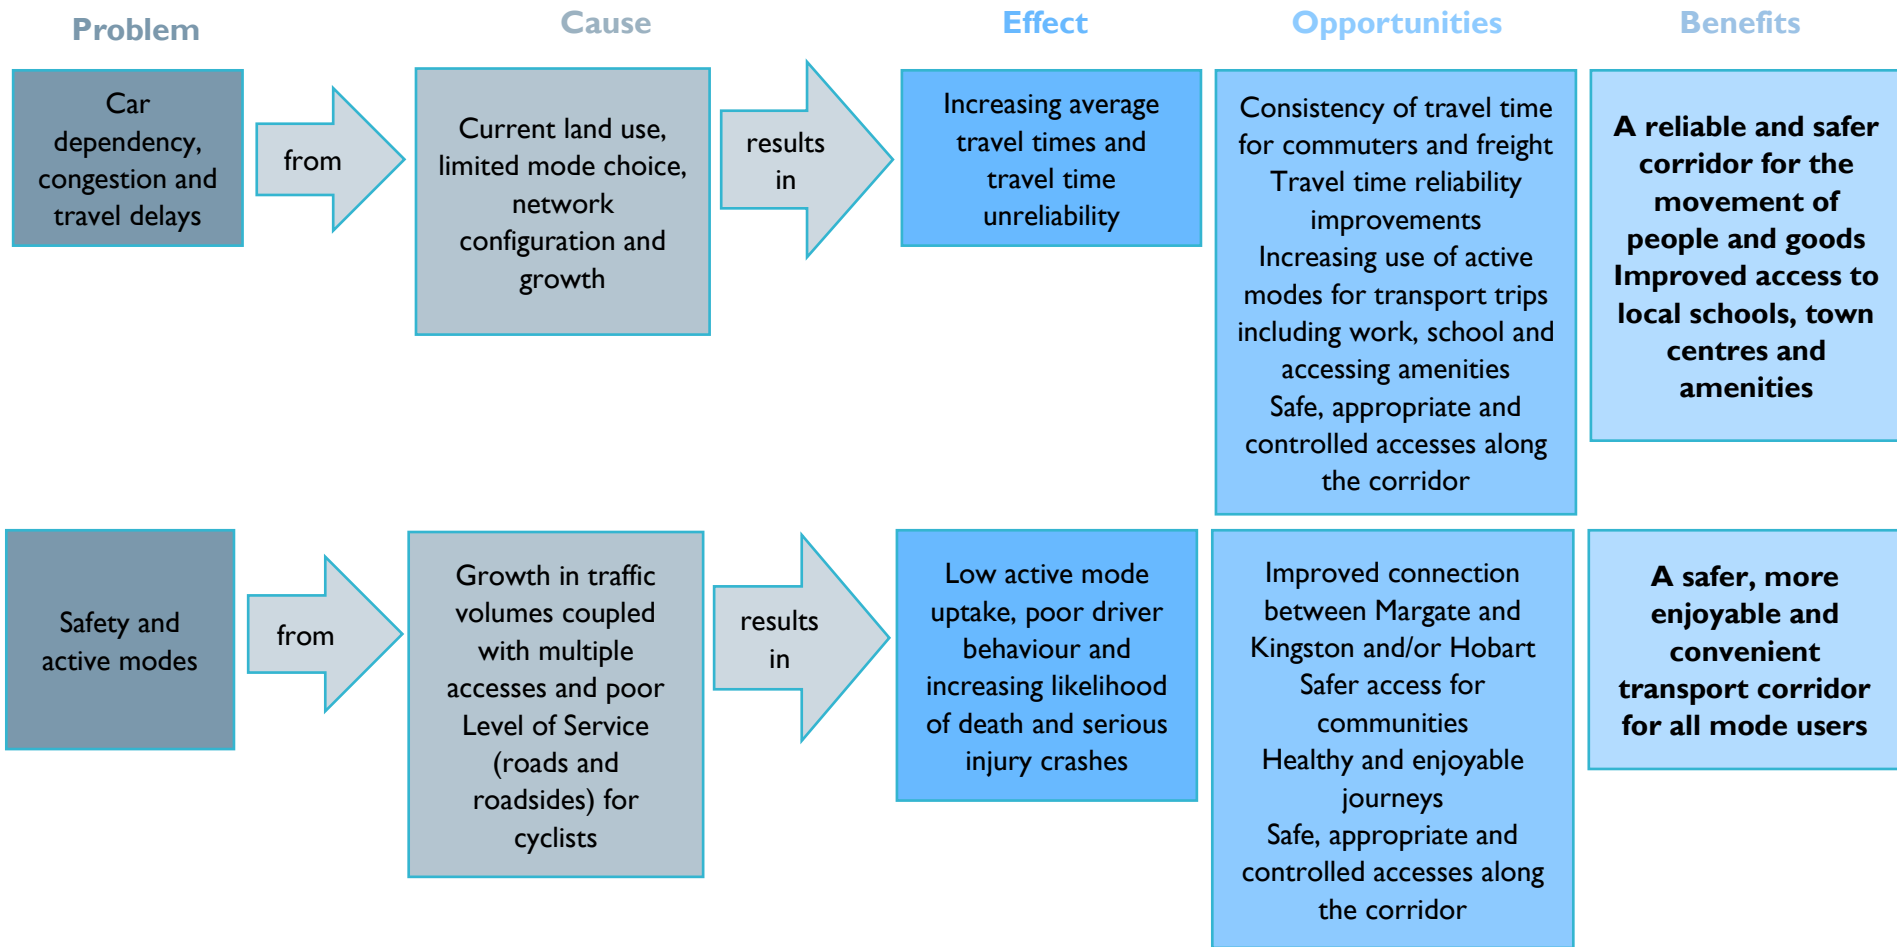 Problem
Cause
Effect
Opportunities
Benefits
Car
dependency,
congestion and
travel delays
from
Current land use,
limited mode choice,
network
configuration and
growth
results
in
Increasing average
travel times and
travel time
unreliability
Consistency of travel time
for commuters and freight
Travel time reliability
improvements
Increasing use of active
modes for transport trips
including work, school and
accessing amenities
Safe, appropriate and
controlled accesses along
the corridor
A reliable and safer
corridor for the
movement of
people and goods
Improved access to
local schools, town
centres and
amenities
Safety and
active modes
from
Growth in traffic
volumes coupled
with multiple
accesses and poor
Level of Service
(roads and
roadsides) for
cyclists
results
in
Low active mode
uptake, poor driver
behaviour and
increasing likelihood
of death and serious
injury crashes
Improved connection
between Margate and
Kingston and/or Hobart
Safer access for
communities
Healthy and enjoyable
journeys
Safe, appropriate and
controlled accesses along
the corridor
A safer, more
enjoyable and
convenient
transport corridor
for all mode users